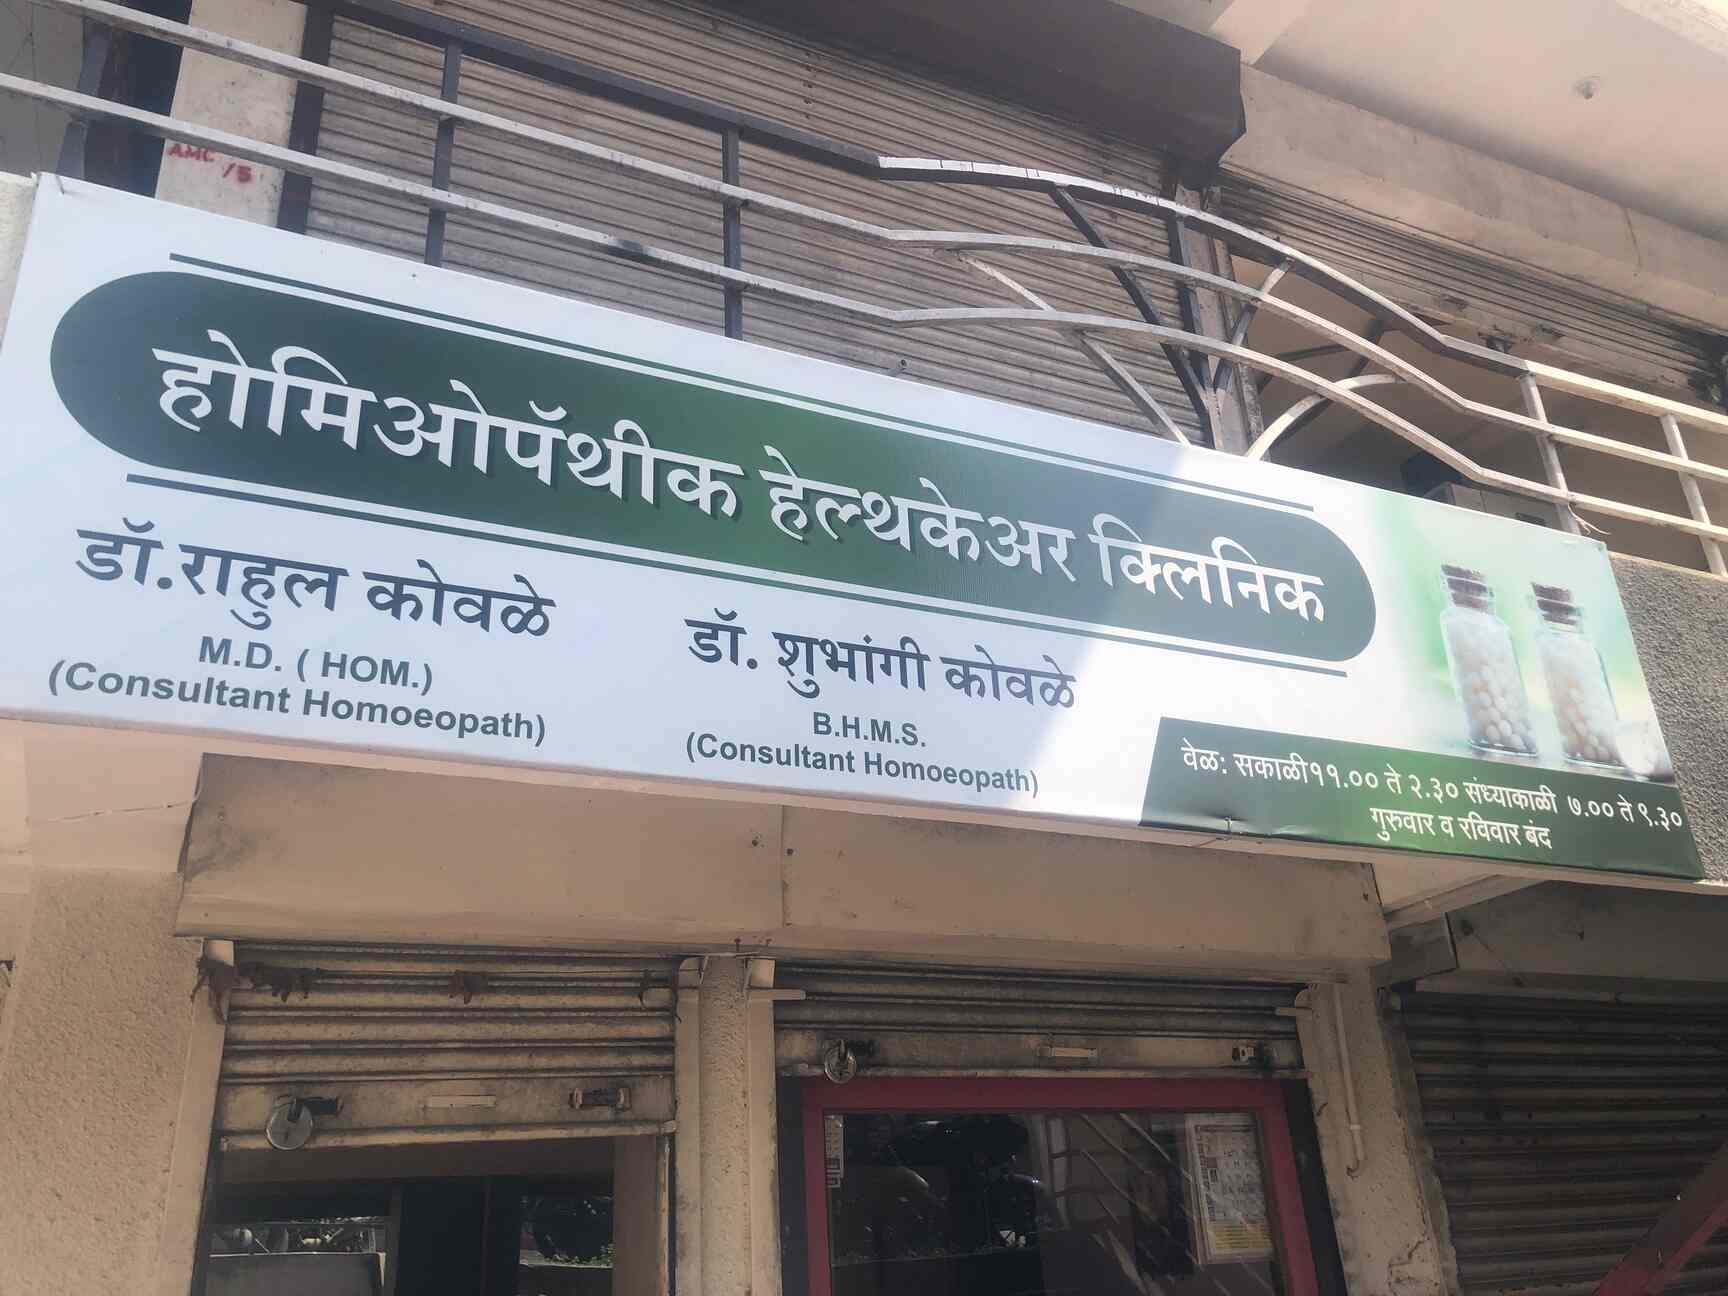 AMC
/5
होमिओपॅथीक हेल्थकेअर क्लिनिक
डॉ.राहुल कोवळे
M.D. ( HOM.)
(Consultant Homoeopath)
डॉ. शुभांगी कोवळे
B.H.M.S.
(Consultant Homoeopath)
वेळ: सकाळी११.०० ते २.३० संध्याकाळी ७.०० ते ९.३०
गुरुवार व रविवार बंद